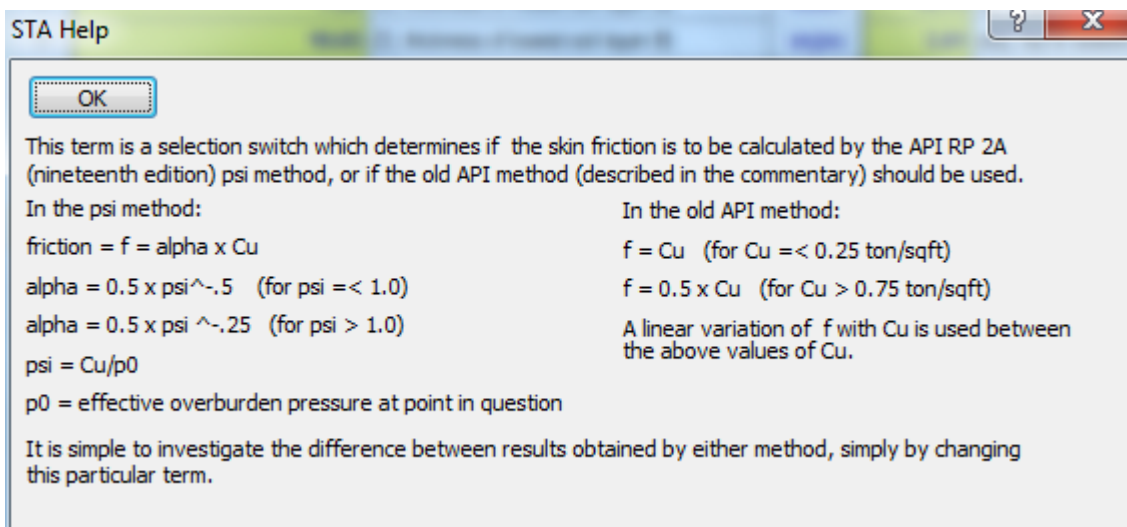 STA Help
OK
This term is a selection switch which determines if the skin friction is to be calculated by the API RP 2A
(nineteenth edition) psi method, or if the old API method (described in the commentary) should be used.
In the psi method:
friction = f = alpha x Cu
alpha = 0.5 x psi^-.5 (for psi =< 1.0)
alpha = 0.5 x psi ^-.25 (for psi > 1.0)
psi = Cu/p0
p0 = effective overburden pressure at point in question
In the old API method:
f = Cu (for Cu =< 0.25 ton/sqft)
f = 0.5 x Cu (for Cu > 0.75 ton/sqft)
A linear variation of f with Cu is used between
the above values of Cu.
It is simple to investigate the difference between results obtained by either method, simply by changing
this particular term.